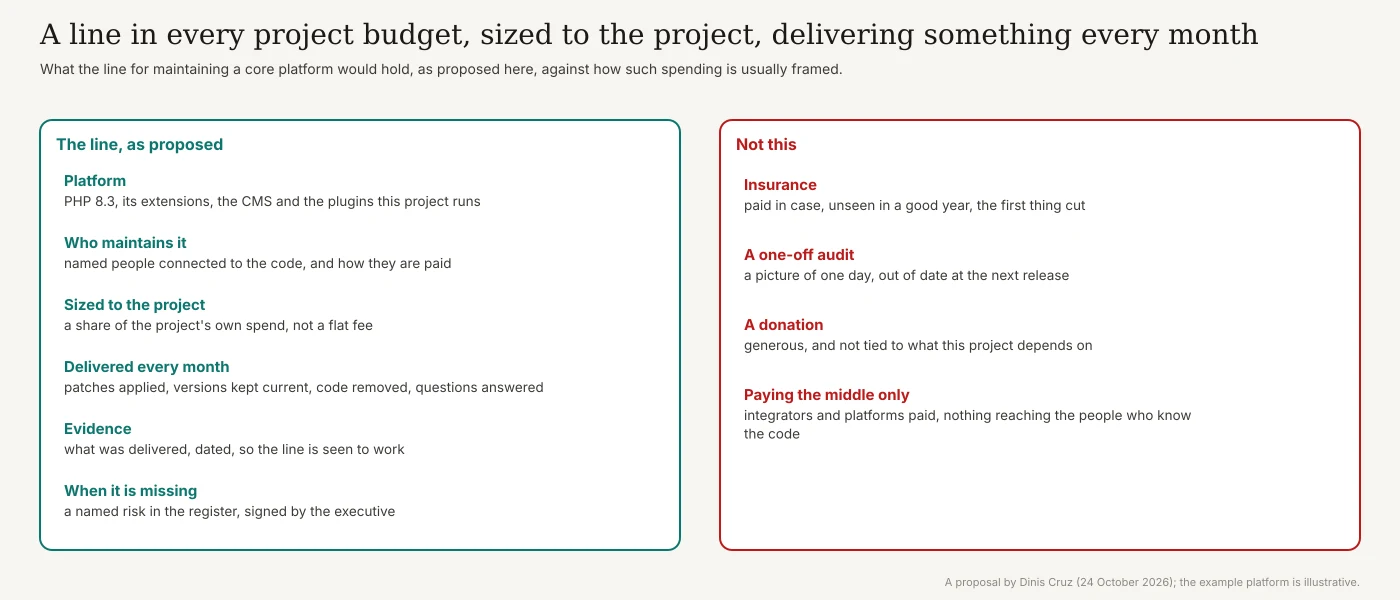 A line in every project budget, sized to the project, delivering something every month
What the line for maintaining a core platform would hold, as proposed here, against how such spending is usually framed.
The line, as proposed
Platform
PHP 8.3, its extensions, the CMS and the plugins this project runs
Who maintains it
named people connected to the code, and how they are paid
Sized to the project
a share of the project's own spend, not a flat fee
Delivered every month
patches applied, versions kept current, code removed, questions answered
Evidence
what was delivered, dated, so the line is seen to work
When it is missing
a named risk in the register, signed by the executive
Not this
Insurance
paid in case, unseen in a good year, the first thing cut
A one-off audit
a picture of one day, out of date at the next release
A donation
generous, and not tied to what this project depends on
Paying the middle only
integrators and platforms paid, nothing reaching the people who know
the code
A proposal by Dinis Cruz (24 October 2026); the example platform is illustrative.